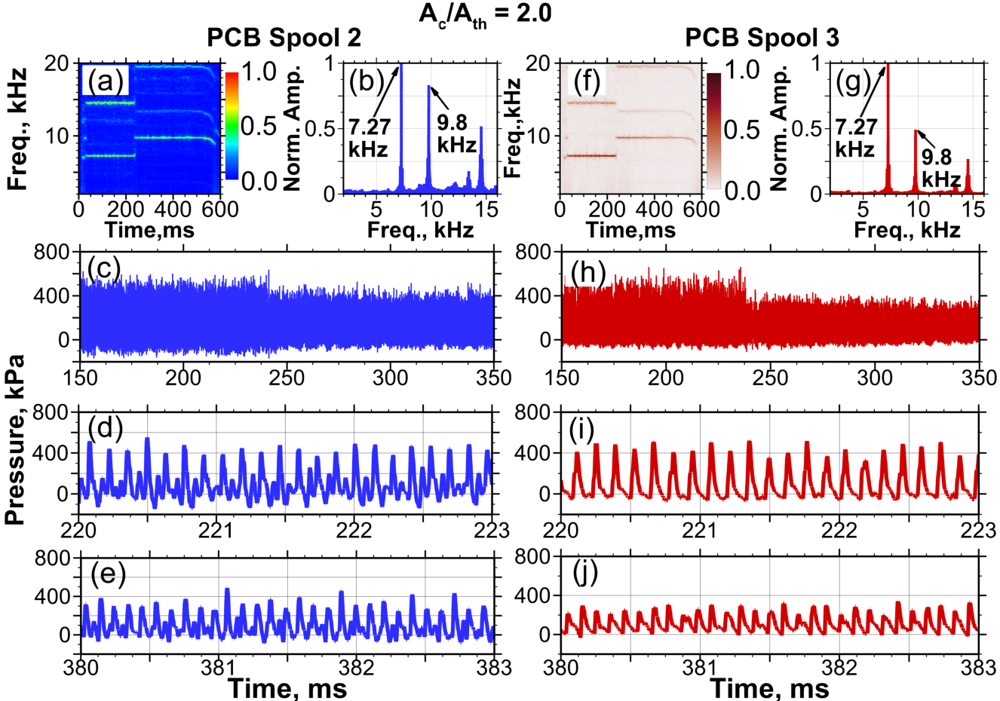 A_c/A_th = 2.0
PCB Spool 2
PCB Spool 3
Freq., kHz
20
10
(a)
0 200 400 600
Time,ms
1.0
0.5
0.0
Norm. Amp.
1
0.5
0
(b)
7.27
kHz
9.8
kHz
5 10 15
Freq., kHz
Freq.,kHz
20
10
(f)
0 200 400 600
Time,ms
1.0
0.5
0.0
Norm. Amp.
1
0.5
0
(g)
7.27
kHz
9.8
kHz
5 10 15
Freq., kHz
Pressure, kPa
800
400
0
(c)
150 200 250 300 350
800
400
0
(h)
150 200 250 300 350
800
400
0
(d)
220 221 222 223
800
400
0
(i)
220 221 222 223
800
400
0
(e)
380 381 382 383
Time, ms
800
400
0
(j)
380 381 382 383
Time, ms